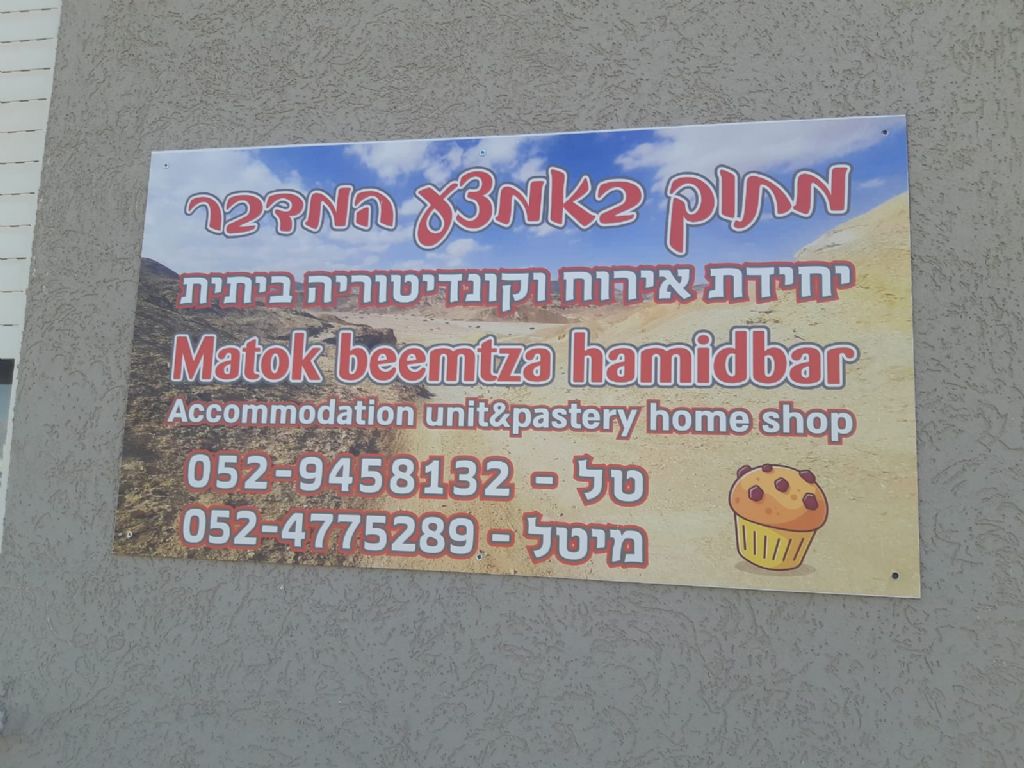 מתוק באמצע המדבר
יחידת אירוח וקונדיטוריה ביתית
Matok beemtza hamidbar
Accommodation unit&pastery home shop
טל - 052-9458132
מיטל - 052-4775289